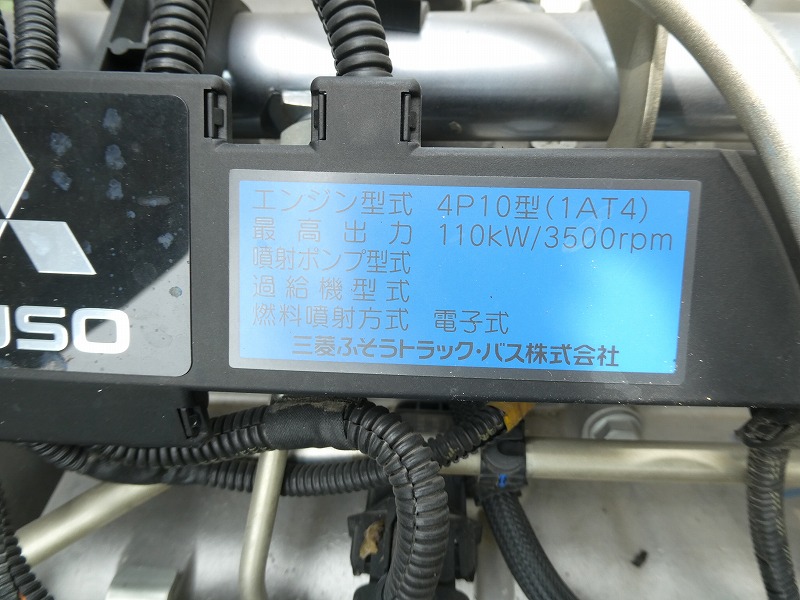 エンジン型式 4P10型(1AT4)
最高出力 110kW/3500rpm
噴射ポンプ型式
過給機型式
燃料噴射方式 電子式
三菱ふそうトラック・バス株式会社
USO